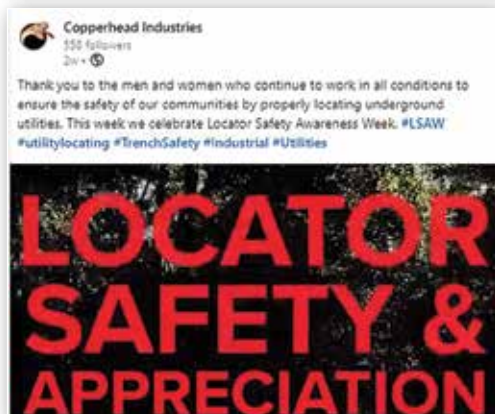 Copperhead Industries
550 followers
2w •
Thank you to the men and women who continue to work in all conditions to
ensure the safety of our communities by properly locating underground
utilities. This week we celebrate Locator Safety Awareness Week. #LSAW
#utilitylocating #TrenchSafety #Industrial #Utilities
LOCATOR
SAFETY &
APPRECIATION